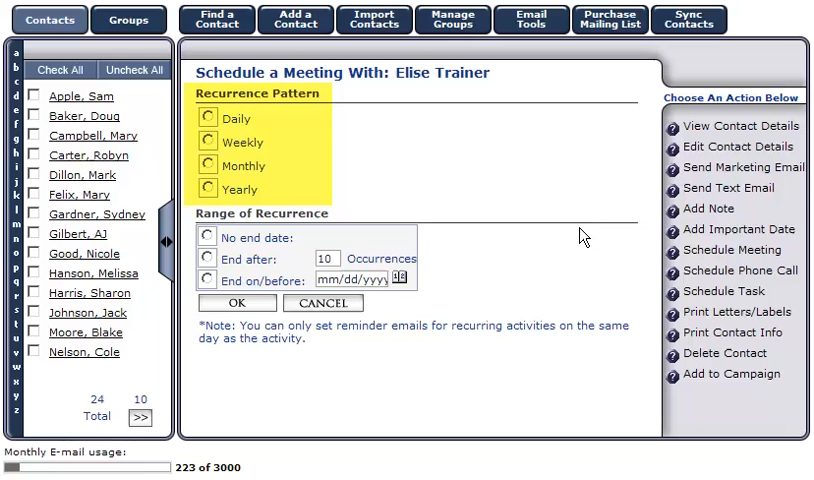 Contacts
Groups
Find a Contact
Add a Contact
Import Contacts
Manage Groups
Email Tools
Purchase Mailing List
Sync Contacts
a
b
c
d
e
f
g
h
i
j
k
l
m
n
o
p
q
r
s
t
u
v
w
x
y
z
Check All
Uncheck All
Apple, Sam
Baker, Doug
Campbell, Mary
Carter, Robyn
Dillon, Mark
Felix, Mary
Gardner, Sydney
Gilbert, AJ
Good, Nicole
Hanson, Melissa
Harris, Sharon
Johnson, Jack
Moore, Blake
Nelson, Cole
24 10
Total >>
Schedule a Meeting With: Elise Trainer
Recurrence Pattern
Daily
Weekly
Monthly
Yearly
Range of Recurrence
No end date:
End after: 10 Occurrences
End on/before: mm/dd/yyyy
OK CANCEL
*Note: You can only set reminder emails for recurring activities on the same
day as the activity.
Choose An Action Below
View Contact Details
Edit Contact Details
Send Marketing Email
Send Text Email
Add Note
Add Important Date
Schedule Meeting
Schedule Phone Call
Schedule Task
Print Letters/Labels
Print Contact Info
Delete Contact
Add to Campaign
Monthly E-mail usage:
223 of 3000